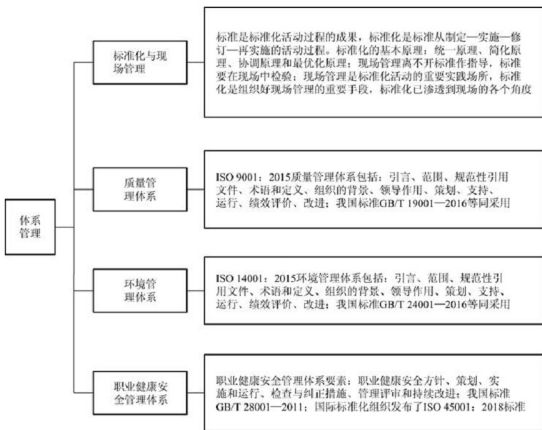 标准是标准化活动过程的成果，标准化是标准从制定—实施—修
订—再实施的活动过程。标准化的基本原理：统一原理、简化原
理、协调原理和最优化原理；现场管理离不开标准作指导，标准
要在现场中检验；现场管理是标准化活动的重要实践场所，标准
化是组织好现场管理的重要手段，标准化已渗透到现场的各个角度
标准化与现
场管理
ISO 9001：2015质量管理体系包括：引言、范围、规范性引用
文件、术语和定义、组织的背景、领导作用、策划、支持、
运行、绩效评价、改进；我国标准GB/T 19001—2016等同采用
质量管
理体系
体系
管理
ISO 14001：2015环境管理体系包括：引言、范围、规范性引
用文件、术语和定义、组织的背景、领导作用、策划、支持、
运行、绩效评价、改进；我国标准GB/T 24001—2016等同采用
环境管
理体系
职业健康安全管理体系要素：职业健康安全方针、策划、实
施和运行、检查与纠正措施、管理评审和持续改进；我国标准
GB/T 28001—2011；国际标准化组织发布了ISO 45001：2018标准
职业健康安
全管理体系